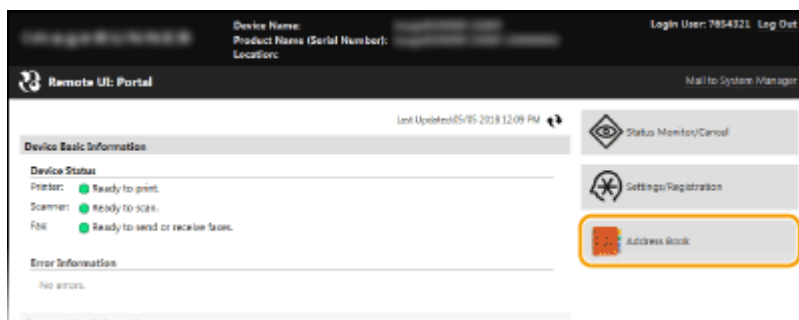 Device Name:
Login User: 7654321 Log Out
Product Name (Serial Number):
Location:
Remote UI: Portal
Mail to System Manager
Last Updated:05/05 2018 12:09 PM
Device Basic Information
Device Status
Printer: Ready to print.
Scanner: Ready to scan.
Fax: Ready to send or receive faxes.
Error Information
No errors.
Status Monitor/Cancel
Settings/Registration
Address Book